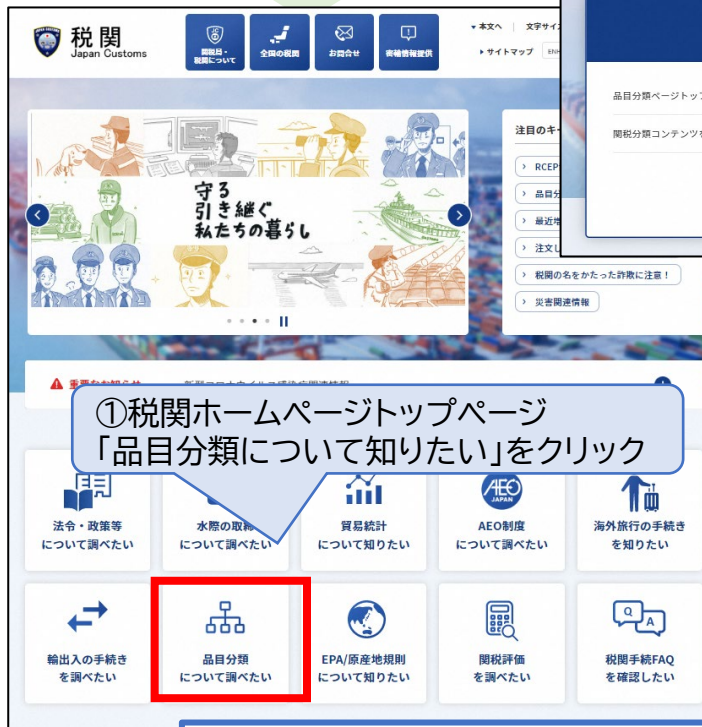 税関
Japan Customs
関税局・
税関について
全国の税関
お問合せ
密輸情報提供
本文へ
文字サイ
サイトマップ
品目分類ページトップ
関税分類コンテンツを
守る
引き継ぐ
私たちの暮らし
注目のキー
RCEP
品目分
最近増
注文し
税関の名をかたった詐欺に注意！
災害関連情報
①税関ホームページトップページ
「品目分類について知りたい」をクリック
法令・政策等
について調べたい
水際の取締
について調べたい
貿易統計
について知りたい
AEO
JAPAN
AEO制度
について調べたい
海外旅行の手続き
を知りたい
輸出入の手続き
を調べたい
品目分類
について調べたい
EPA/原産地規則
について知りたい
関税評価
を調べたい
Q
A
税関手続FAQ
を確認したい